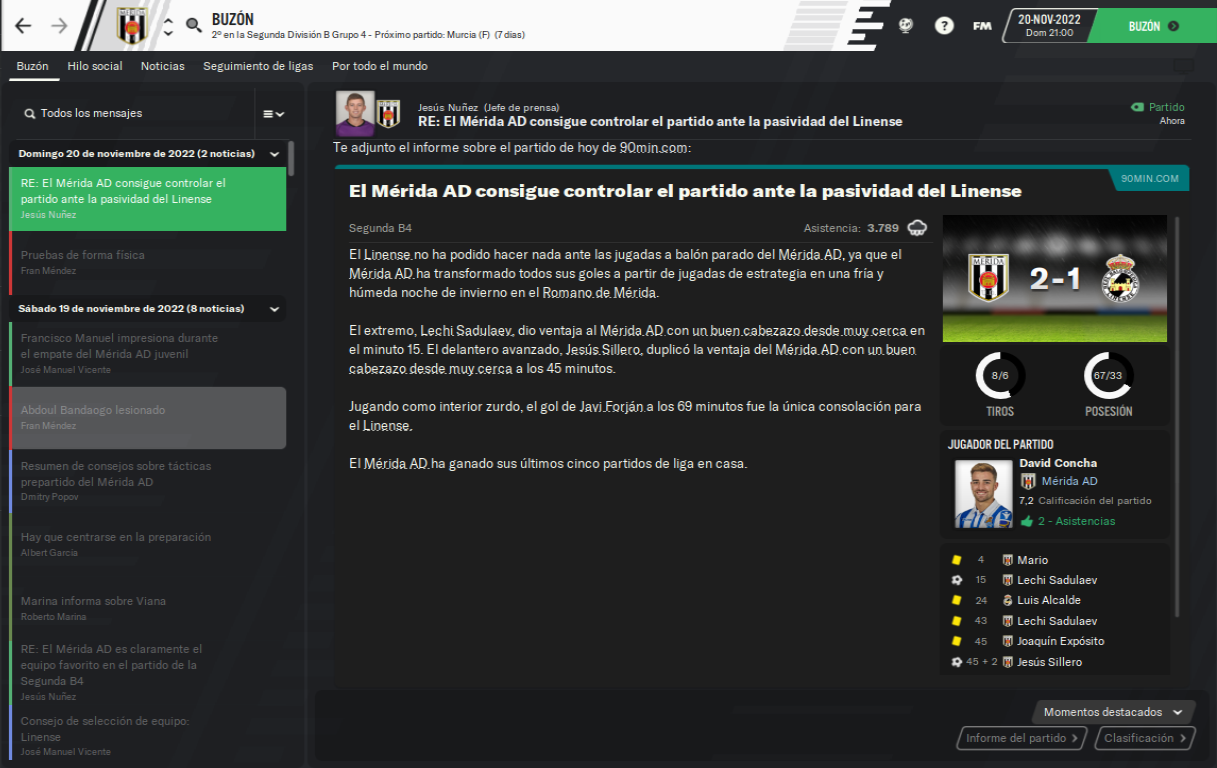 BUZÓN
2º en la Segunda División B Grupo 4 - Próximo partido: Murcia (F) (7 días)
FM
20-NOV-2022
Dom 21:00
BUZÓN
Buzón Hilo social Noticias Seguimiento de ligas Por todo el mundo
Todos los mensajes
Domingo 20 de noviembre de 2022 (2 noticias)
RE: El Mérida AD consigue controlar el
partido ante la pasividad del Linense
Jesús Nuñez
Pruebas de forma física
Fran Méndez
Sábado 19 de noviembre de 2022 (8 noticias)
Francisco Manuel impresiona durante
el empate del Mérida AD juvenil
José Manuel Vicente
Abdoul Bandaogo lesionado
Fran Méndez
Resumen de consejos sobre tácticas
prepartido del Mérida AD
Dmitry Popov
Hay que centrarse en la preparación
Albert García
Marina informa sobre Viana
Roberto Marina
RE: El Mérida AD es claramente el
equipo favorito en el partido de la
Segunda B4
Jesús Nuñez
Consejo de selección de equipo:
Linense
José Manuel Vicente
Jesús Nuñez (Jefe de prensa)
RE: El Mérida AD consigue controlar el partido ante la pasividad del Linense
Partido
Ahora
Te adjunto el informe sobre el partido de hoy de 90min.com:
El Mérida AD consigue controlar el partido ante la pasividad del Linense
90MIN.COM
Segunda B4
Asistencia: 3.789
El Linense no ha podido hacer nada ante las jugadas a balón parado del Mérida AD, ya que el
Mérida AD ha transformado todos sus goles a partir de jugadas de estrategia en una fría y
húmeda noche de invierno en el Romano de Mérida.
El extremo, Lechi Sadulaev, dio ventaja al Mérida AD con un buen cabezazo desde muy cerca en
el minuto 15. El delantero avanzado, Jesús Sillero, duplicó la ventaja del Mérida AD con un buen
cabezazo desde muy cerca a los 45 minutos.
Jugando como interior zurdo, el gol de Javi Forján a los 69 minutos fue la única consolación para
el Linense.
El Mérida AD ha ganado sus últimos cinco partidos de liga en casa.
MERIDA
2-1
8/6
TIROS
67/33
POSESIÓN
JUGADOR DEL PARTIDO
David Concha
Mérida AD
7,2 Calificación del partido
2 - Asistencias
4 Mario
15 Lechi Sadulaev
24 Luis Alcalde
43 Lechi Sadulaev
45 Joaquín Expósito
45 + 2 Jesús Sillero
Momentos destacados
Informe del partido
Clasificación